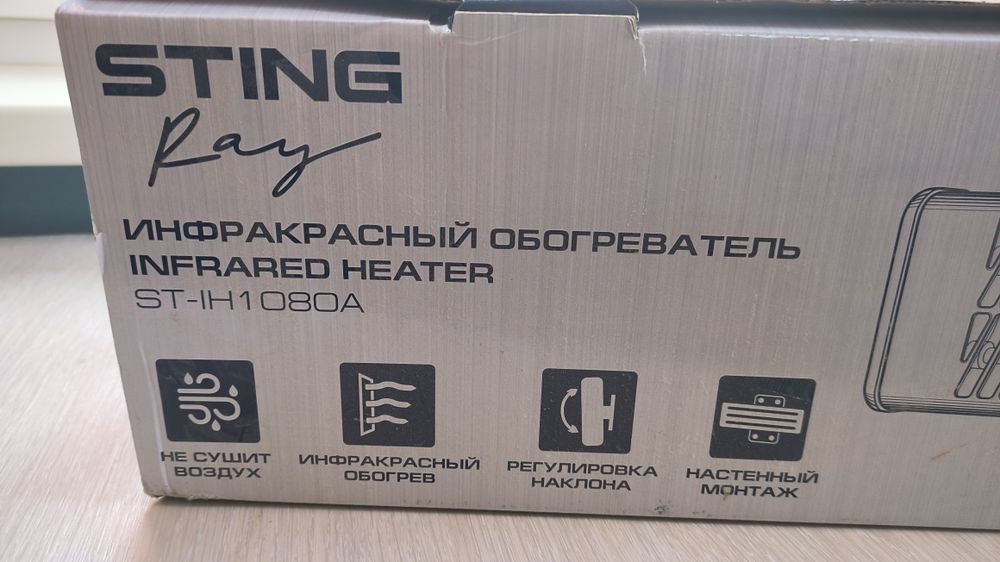 STING
Ray
ИНФРАКРАСНЫЙ ОБОГРЕВАТЕЛЬ
INFRARED HEATER
ST-IH1080A
НЕ СУШИТ
ВОЗДУХ
ИНФРАКРАСНЫЙ
ОБОГРЕВ
РЕГУЛИРОВКА
НАКЛОНА
НАСТЕННЫЙ
МОНТАЖ